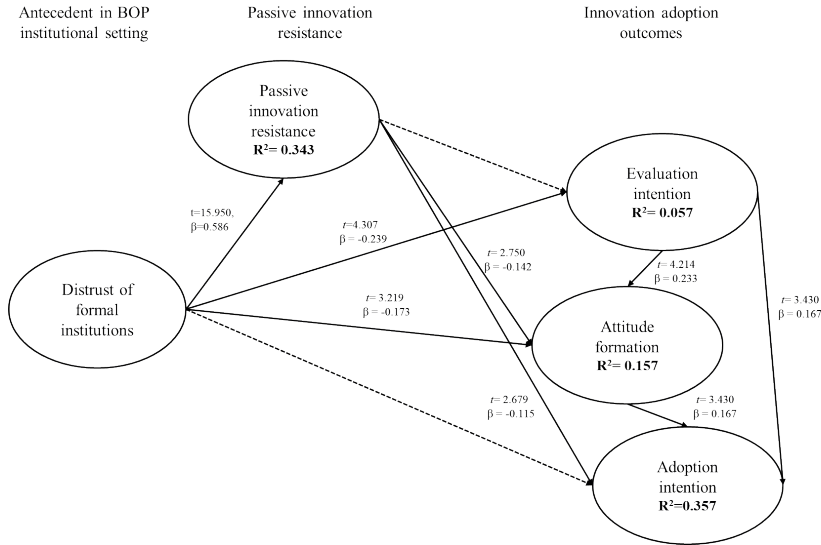 Antecedent in BOP
institutional setting
Passive innovation
resistance
Innovation adoption
outcomes
Passive
innovation
resistance
R²= 0.343
Evaluation
intention
R²= 0.057
t=15.950,
β=0.586
t=4.307
β = -0.239
t= 2.750
β = -0.142
t= 4.214
β = 0.233
Distrust of
formal
institutions
t= 3.219
β = -0.173
t= 3.430
β = 0.167
Attitude
formation
R²= 0.157
t= 2.679
β = -0.115
t= 3.430
β = 0.167
Adoption
intention
R²=0.357